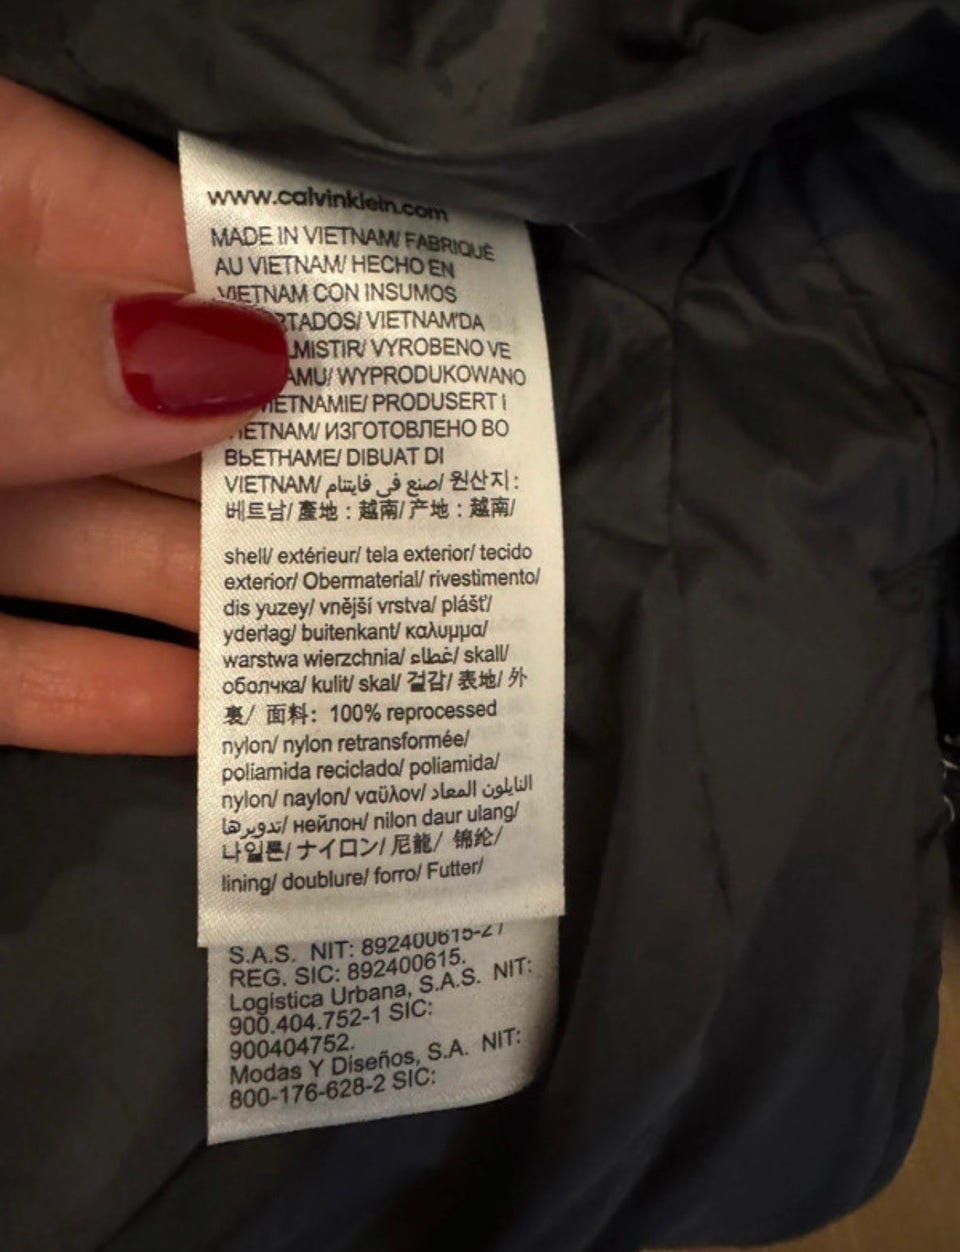 www.calvinklein.com
MADE IN VIETNAM/ FABRIQUÉ
AU VIETNAM/ HECHO EN
VIETNAM CON INSUMOS
VIETNAM'DA
VYROBENO VE
WYPRODUKOWANO
PRODUSERT I
VIETNAM/ ИЗГОТОВЛЕНО ВО
ВЬЕТНАМЕ/ DIBUAT DI
VIETNAM/ صنع في فايتنام/ 원산지:
베트남/ 產地：越南/ 产地：越南/
shell/ extérieur/ tela exterior/ tecido
exterior/ Obermaterial/ rivestimento/
dis yuzey/ vnější vrstva/ plášť/
yderlag/ buitenkant/ καλυμμα/
warstwa wierzchnia/ غطاء/ skall/
оболчка/ kulit/ skal/ 겉감/ 表地/ 外
裏/ 面料: 100% reprocessed
nylon/ nylon retransformée/
poliamida reciclado/ poliamida/
nylon/ naylon/ ναϋλον/ النايلون المعاد
تدويرها/ нейлон/ nilon daur ulang/
나일론/ ナイロン/ 尼龍/ 锦纶/
lining/ doublure/ forro/ Futter/
S.A.S. NIT: 892400615-2/
REG. SIC: 892400615.
Logística Urbana, S.A.S. NIT:
900.404.752-1 SIC:
900404752.
Modas Y Diseños, S.A. NIT:
800-176-628-2 SIC: